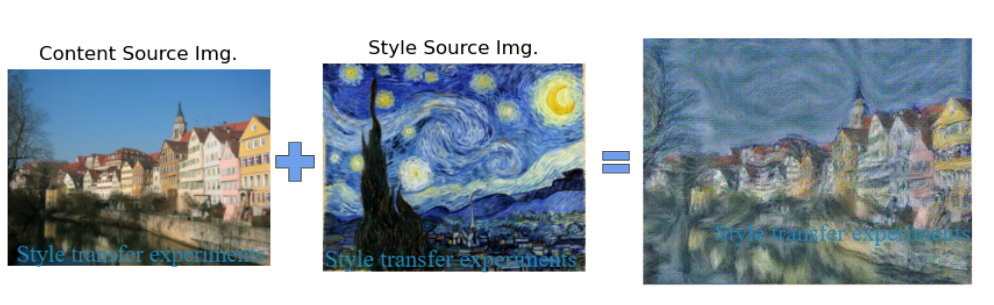 Content Source Img.
Style Source Img.
Style transfer experiments
Style transfer experiments
Style transfer experiments